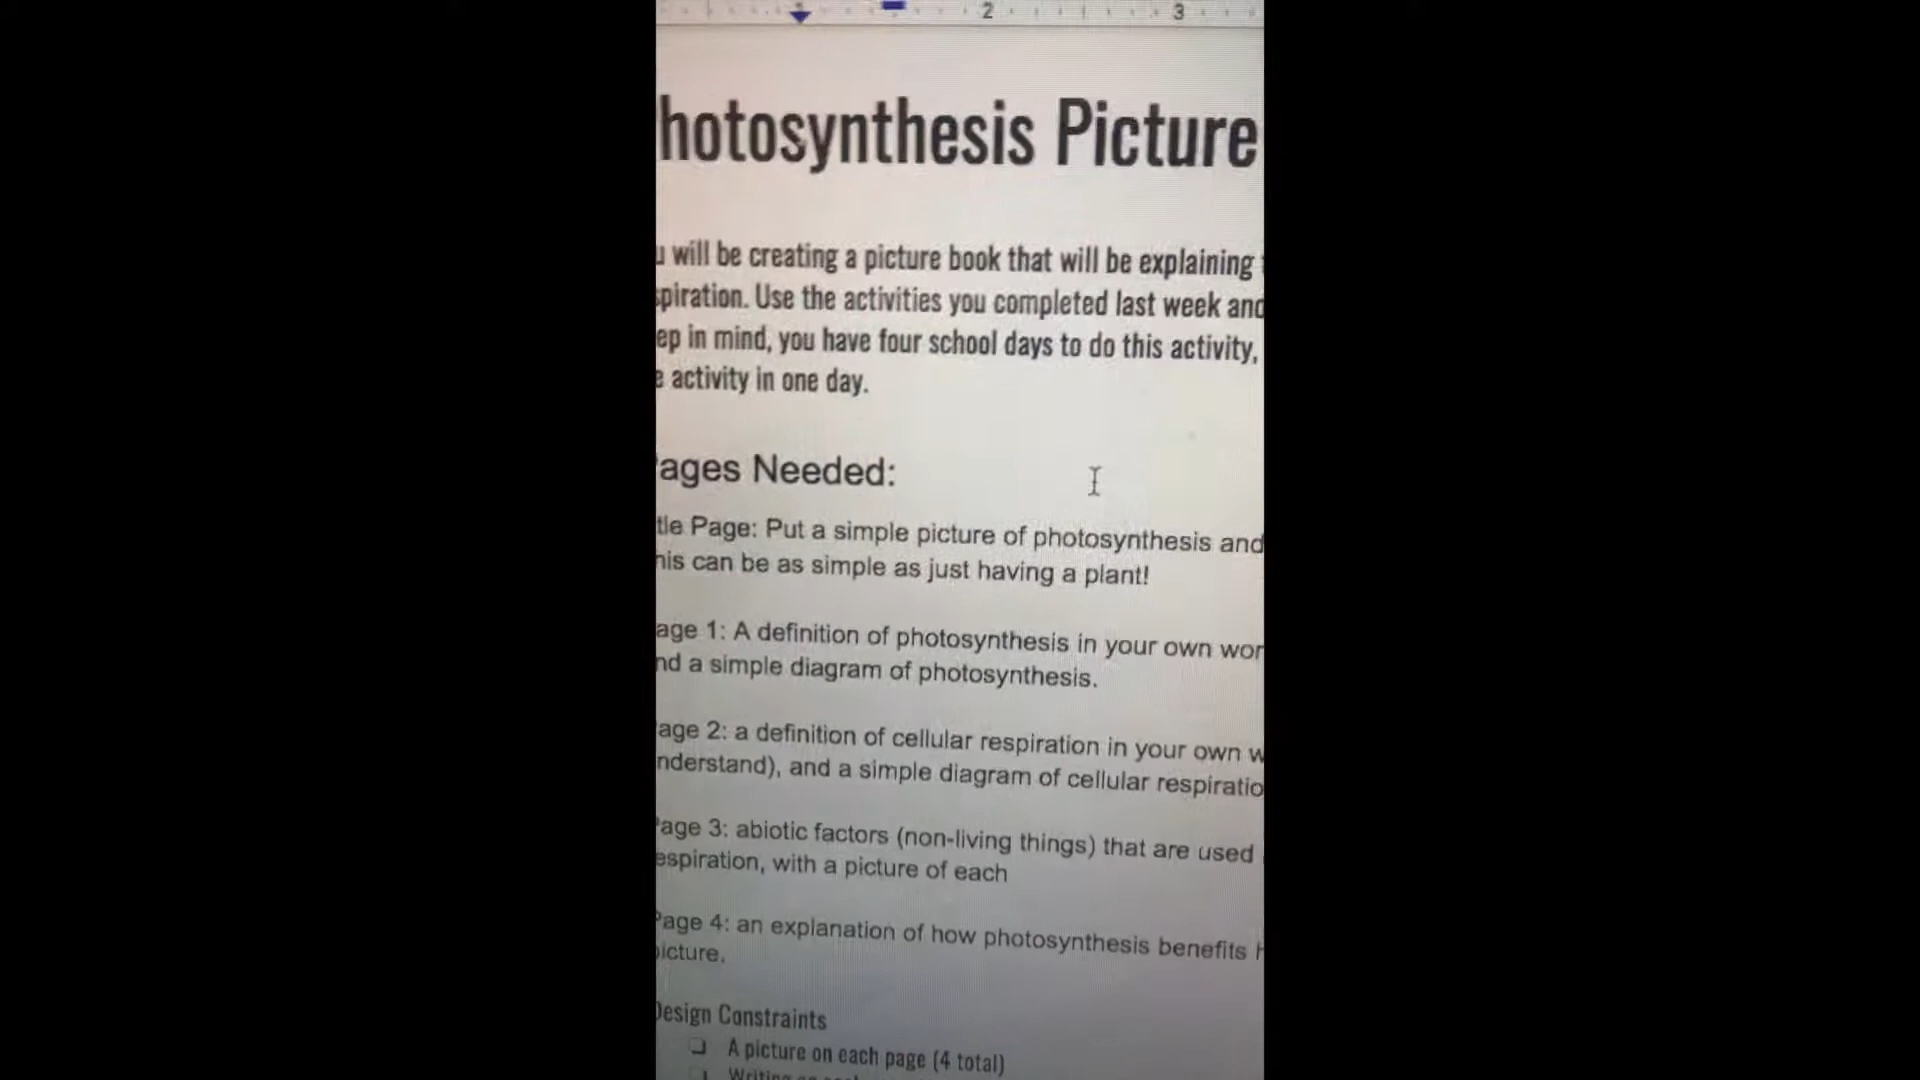 2 3
hotosynthesis Picture
u will be creating a picture book that will be explaining
spiration. Use the activities you completed last week and
ep in mind, you have four school days to do this activity,
e activity in one day.
ages Needed:
tle Page: Put a simple picture of photosynthesis and
his can be as simple as just having a plant!
age 1: A definition of photosynthesis in your own wor
nd a simple diagram of photosynthesis.
age 2: a definition of cellular respiration in your own w
nderstand), and a simple diagram of cellular respiratio
Page 3: abiotic factors (non-living things) that are used
espiration, with a picture of each
Page 4: an explanation of how photosynthesis benefits h
picture.
Design Constraints
A picture on each page (4 total)
Writing